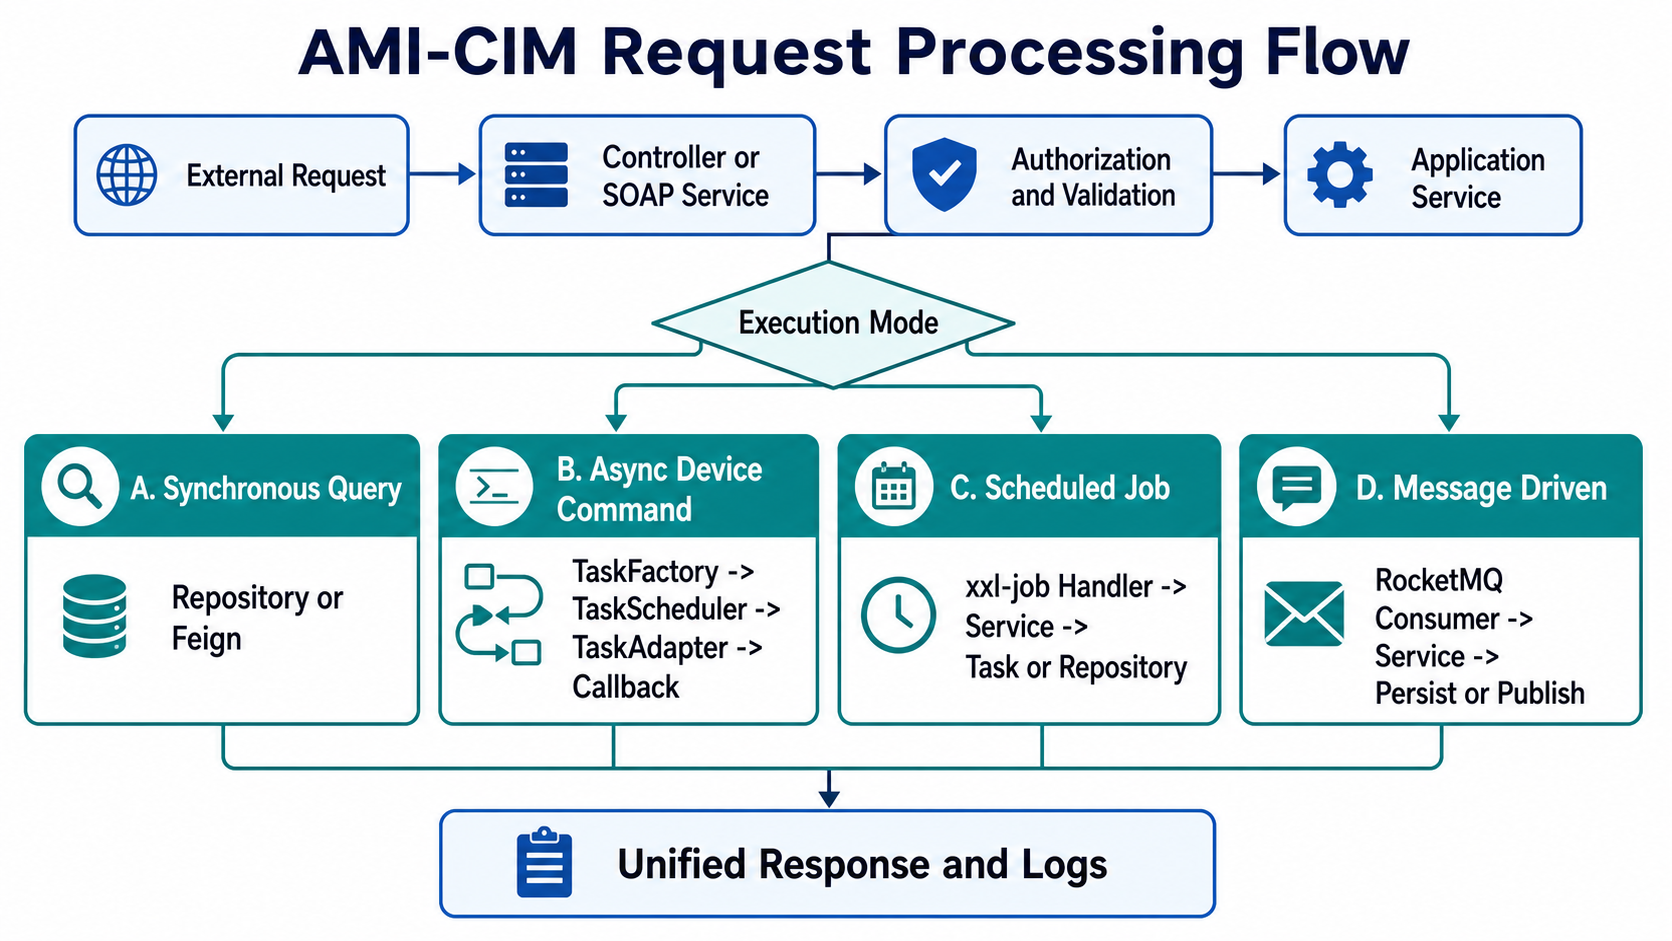 AMI-CIM Request Processing Flow
External Request
Controller or
SOAP Service
Authorization
and Validation
Application
Service
Execution Mode
A. Synchronous Query
Repository or
Feign
B. Async Device
Command
TaskFactory ->
TaskScheduler ->
TaskAdapter ->
Callback
C. Scheduled Job
xxl-job Handler ->
Service ->
Task or Repository
D. Message Driven
RocketMQ
Consumer ->
Service ->
Persist or Publish
Unified Response and Logs